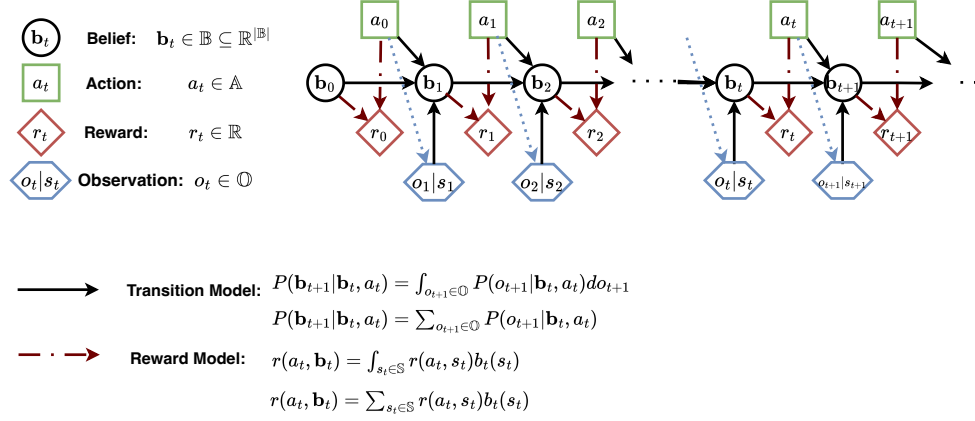 b_t Belief: b_t ∈ 𝔹 ⊆ ℝ^{|𝔹|}
a_t Action: a_t ∈ 𝔸
r_t Reward: r_t ∈ ℝ
o_t|s_t Observation: o_t ∈ 𝕆
a_0 a_1 a_2 a_t a_{t+1}
b_0 b_1 b_2 ..... b_t b_{t+1} ..
r_0 r_1 r_2 r_t r_{t+1}
o_1|s_1 o_2|s_2 o_t|s_t o_{t+1}|s_{t+1}
Transition Model: P(b_{t+1}|b_t, a_t) = ∫_{o_{t+1}∈𝕆} P(o_{t+1}|b_t, a_t)do_{t+1}
P(b_{t+1}|b_t, a_t) = ∑_{o_{t+1}∈𝕆} P(o_{t+1}|b_t, a_t)
Reward Model: r(a_t, b_t) = ∫_{s_t∈𝕊} r(a_t, s_t)b_t(s_t)
r(a_t, b_t) = ∑_{s_t∈𝕊} r(a_t, s_t)b_t(s_t)